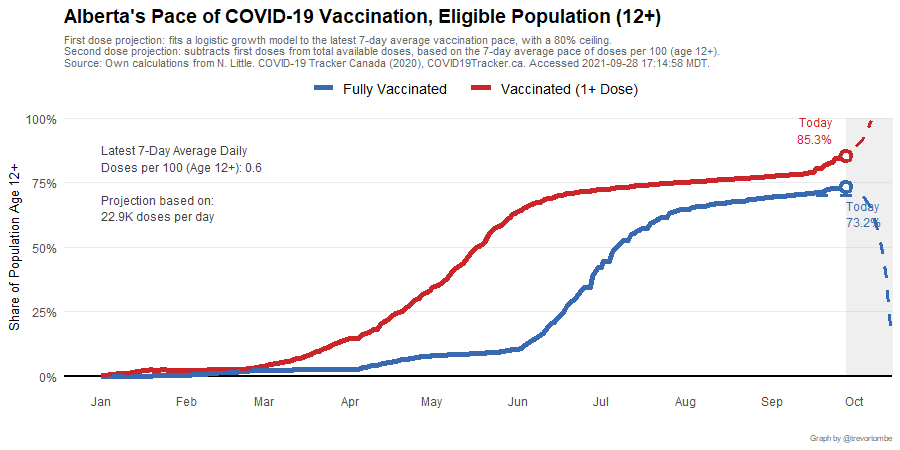 Alberta's Pace of COVID-19 Vaccination, Eligible Population (12+)
First dose projection: fits a logistic growth model to the latest 7-day average vaccination pace, with a 80% ceiling.
Second dose projection: subtracts first doses from total available doses, based on the 7-day average pace of doses per 100 (age 12+).
Source: Own calculations from N. Little. COVID-19 Tracker Canada (2020), COVID19Tracker.ca. Accessed 2021-09-28 17:14:58 MDT.
Fully Vaccinated
Vaccinated (1+ Dose)
Share of Population Age 12+
100%
75%
50%
25%
0%
Latest 7-Day Average Daily
Doses per 100 (Age 12+): 0.6
Projection based on:
22.9K doses per day
Today
85.3%
Today
73.2%
Jan Feb Mar Apr May Jun Jul Aug Sep Oct
Graph by @trevortombe